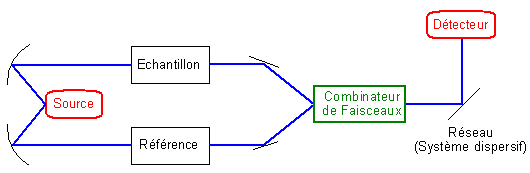 Détecteur
Echantillon
Source
Combinateur
de Faisceaux
Référence
Réseau
(Système dispersif)